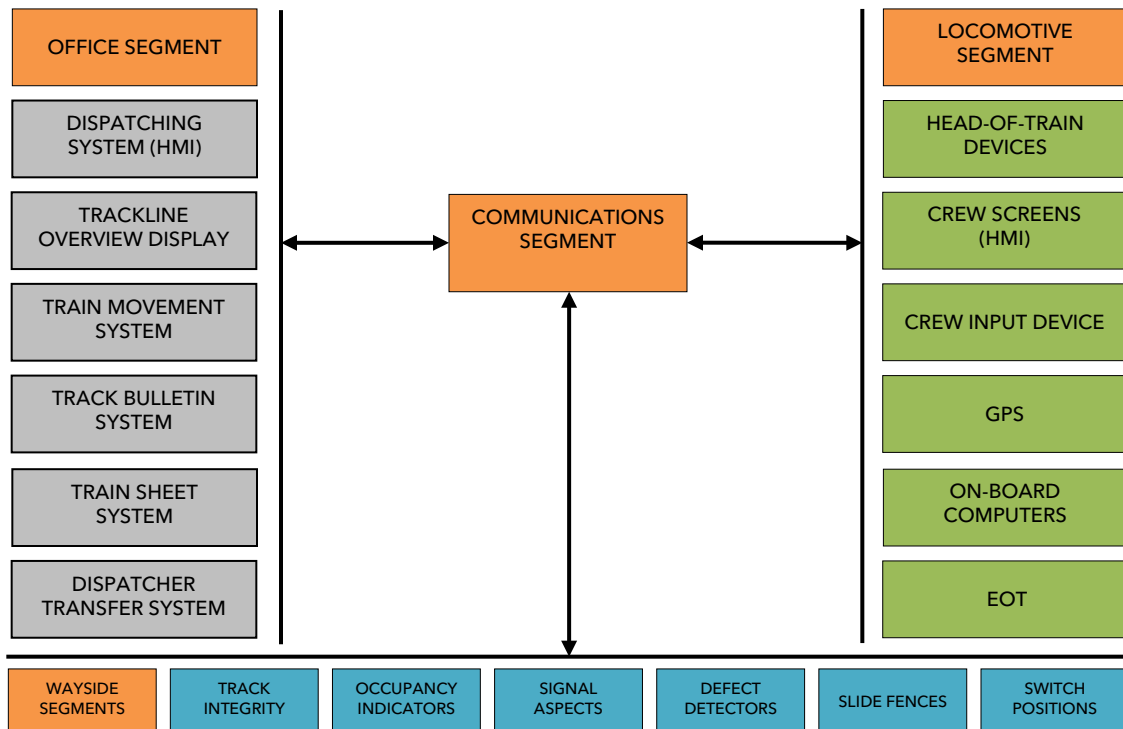 OFFICE SEGMENT
DISPATCHING
SYSTEM (HMI)
TRACKLINE
OVERVIEW DISPLAY
TRAIN MOVEMENT
SYSTEM
TRACK BULLETIN
SYSTEM
TRAIN SHEET
SYSTEM
DISPATCHER
TRANSFER SYSTEM
COMMUNICATIONS
SEGMENT
LOCOMOTIVE
SEGMENT
HEAD-OF-TRAIN
DEVICES
CREW SCREENS
(HMI)
CREW INPUT DEVICE
GPS
ON-BOARD
COMPUTERS
EOT
WAYSIDE
SEGMENTS
TRACK
INTEGRITY
OCCUPANCY
INDICATORS
SIGNAL
ASPECTS
DEFECT
DETECTORS
SLIDE FENCES
SWITCH
POSITIONS